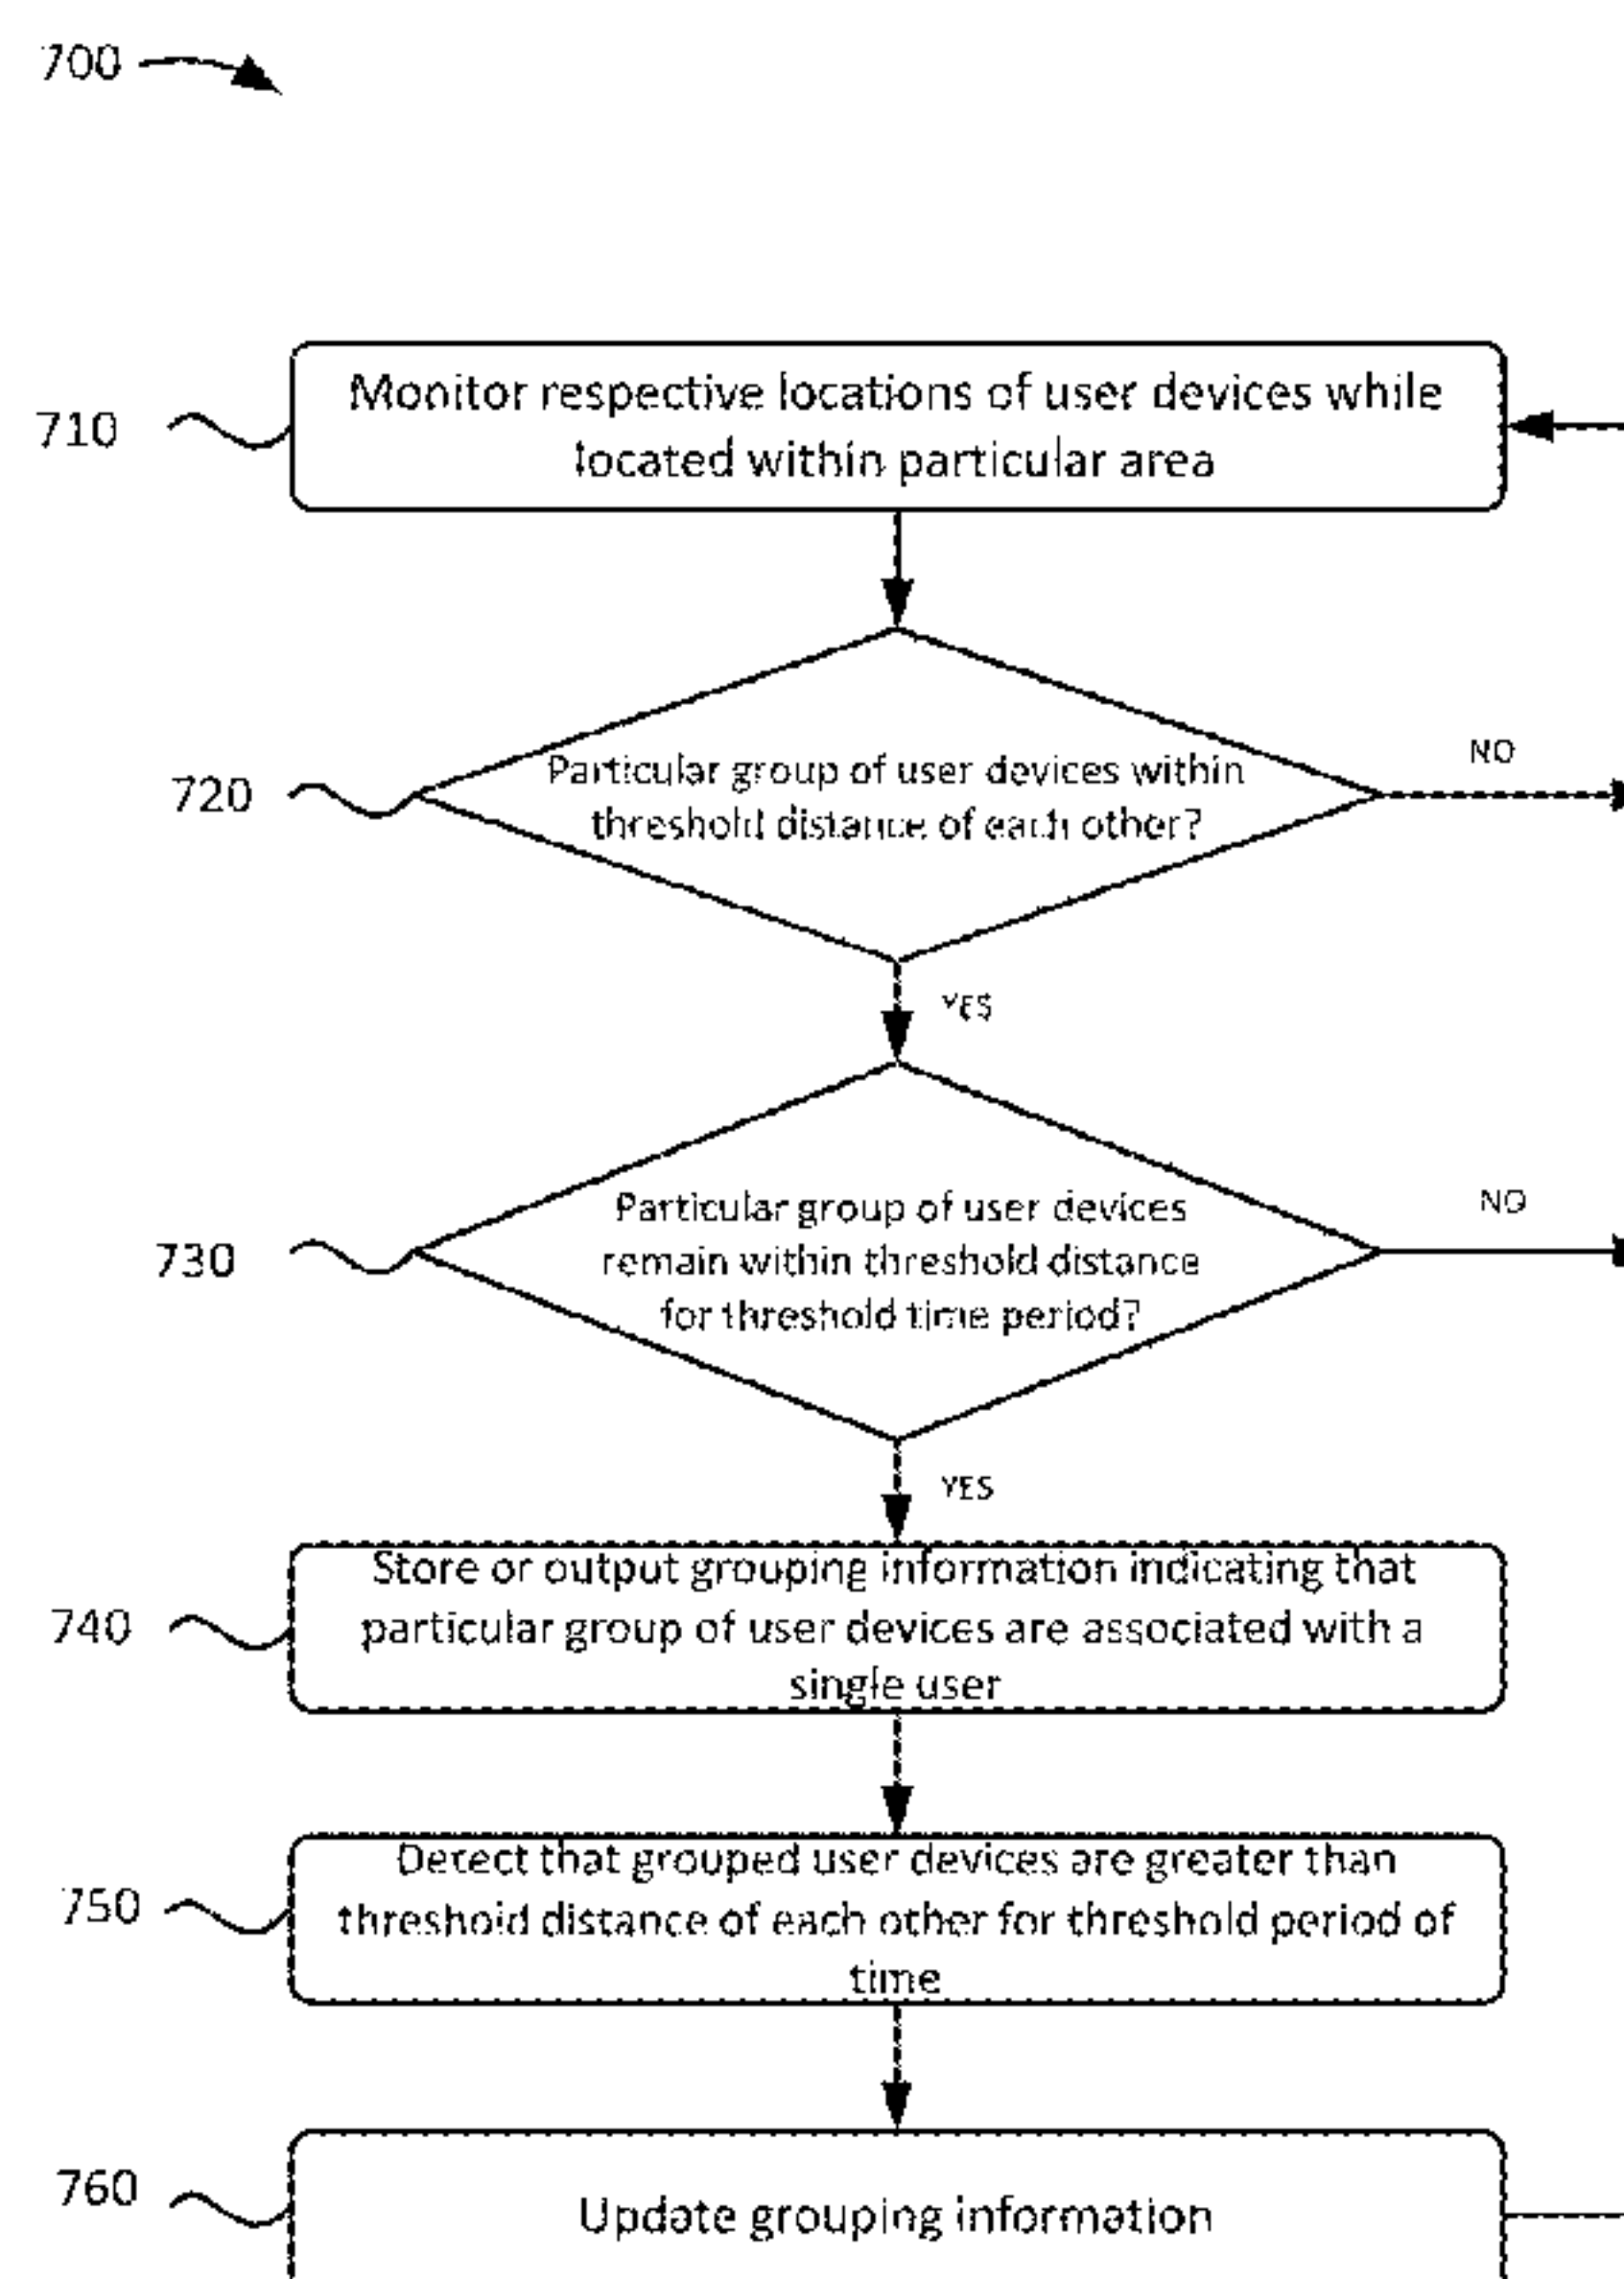 700
710
Monitor respective locations of user devices while
located within particular area
720
Particular group of user devices within
threshold distance of each other?
NO
YES
730
Particular group of user devices
remain within threshold distance
for threshold time period?
NO
YES
740
Store or output grouping information indicating that
particular group of user devices are associated with a
single user
750
Detect that grouped user devices are greater than
threshold distance of each other for threshold period of
time
760
Update grouping information